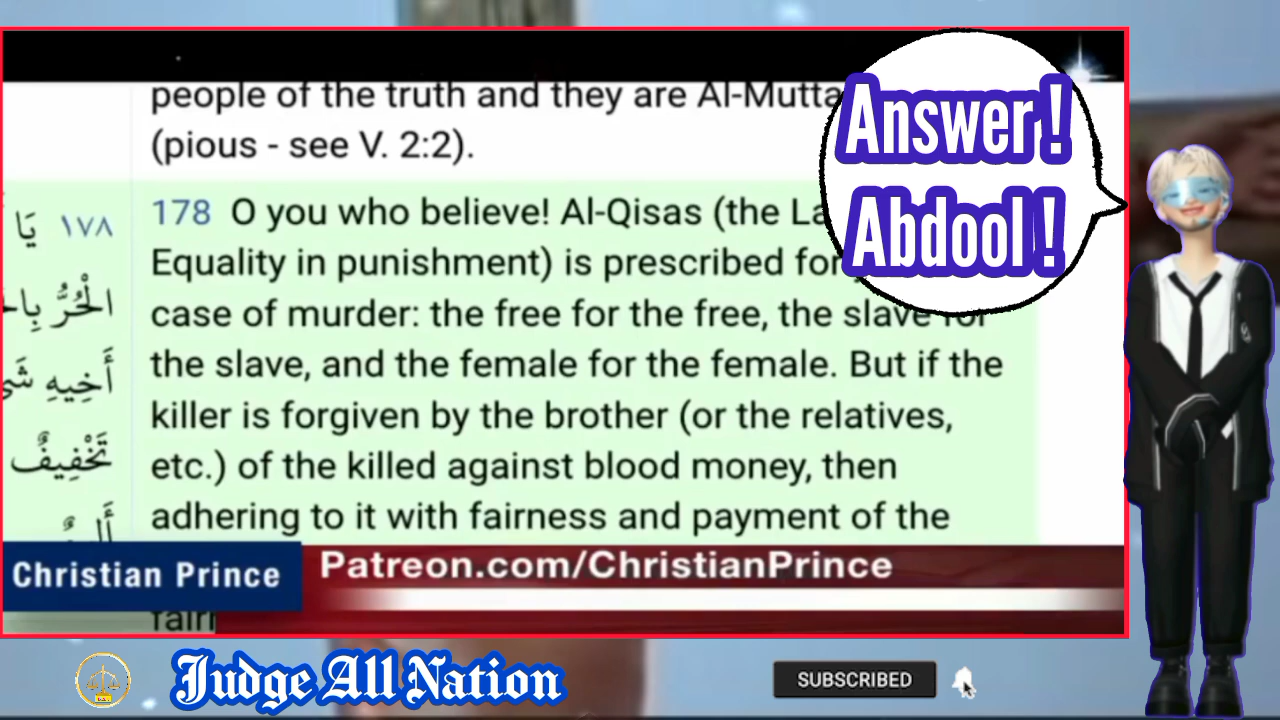 people of the truth and they are
(pious - see V. 2:2).
178 O you who believe! Al-Qisas (the
Equality in punishment) is prescribed for
case of murder: the free for the free, the slave for
the slave, and the female for the female. But if the
killer is forgiven by the brother (or the relatives,
etc.) of the killed against blood money, then
adhering to it with fairness and payment of the
١٧٨ يَا
أَخِيهِ
تَخْفِيفٌ
Answer !
Abdool !
Christian Prince
Patreon.com/ChristianPrince
Judge All Nation
SUBSCRIBED